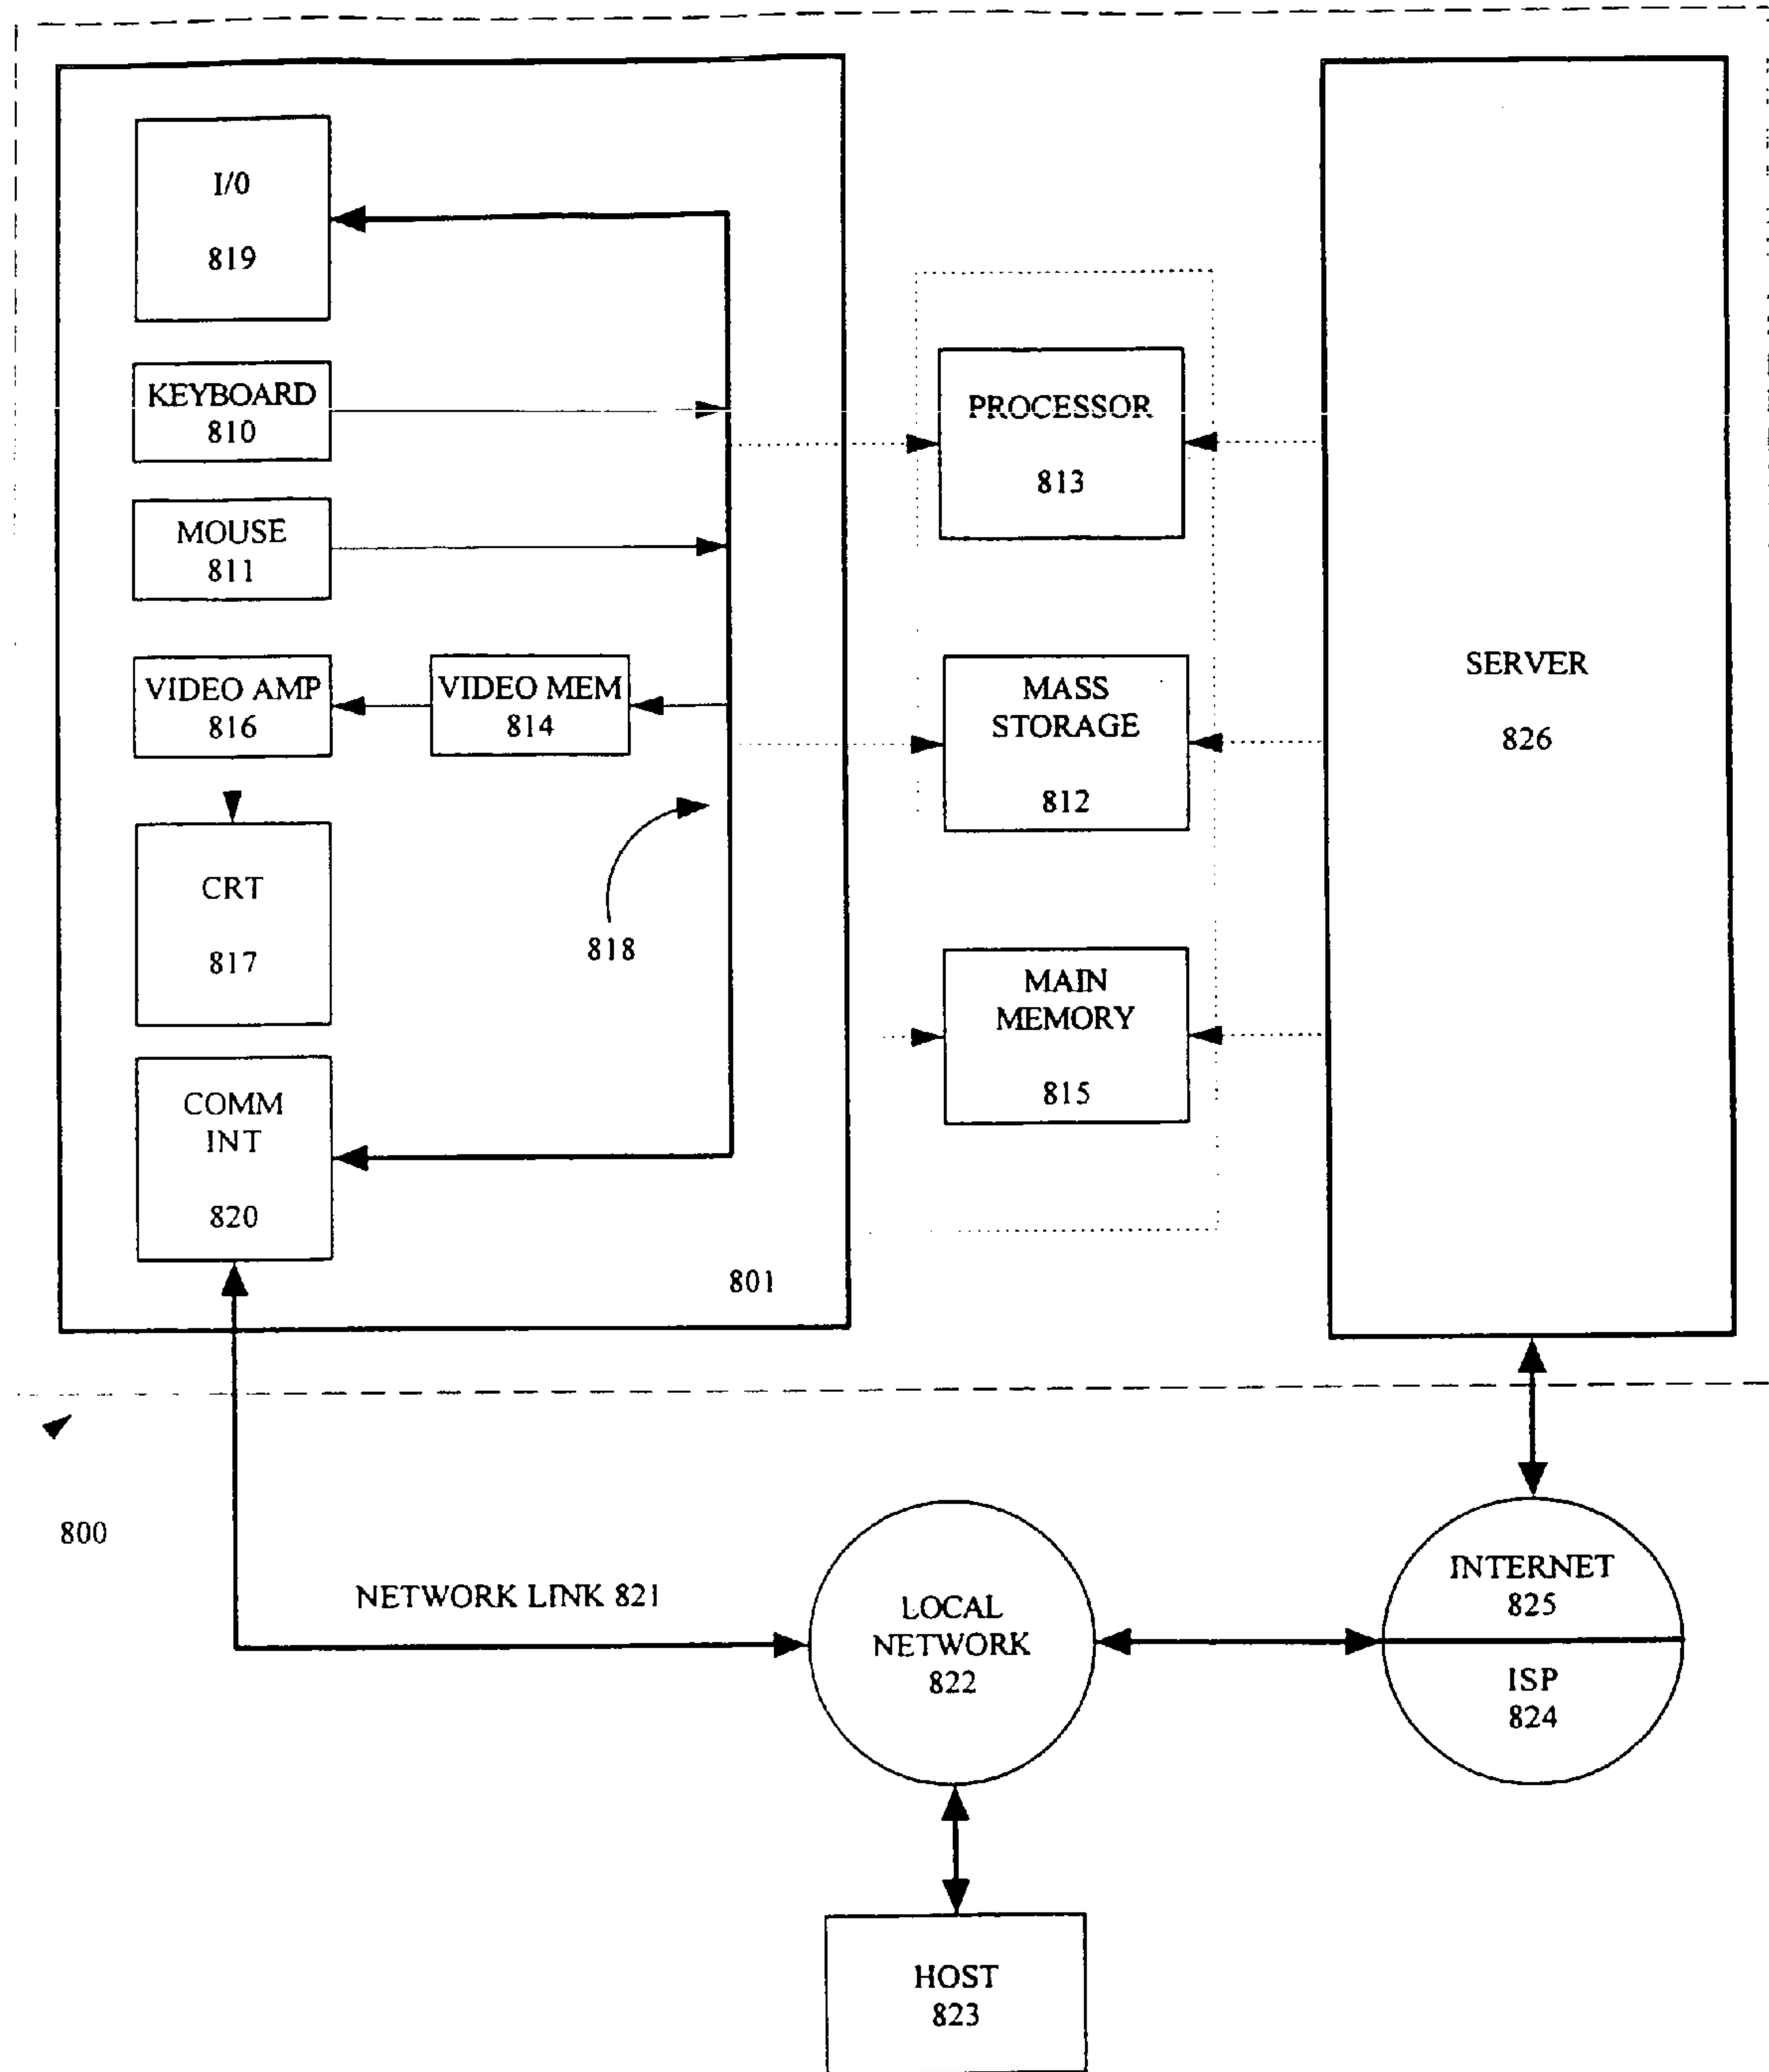 I/0
819
KEYBOARD
810
MOUSE
811
VIDEO AMP
816
VIDEO MEM
814
CRT
817
818
COMM
INT
820
801
PROCESSOR
813
MASS
STORAGE
812
MAIN
MEMORY
815
SERVER
826
800
NETWORK LINK 821
LOCAL
NETWORK
822
INTERNET
825
ISP
824
HOST
823